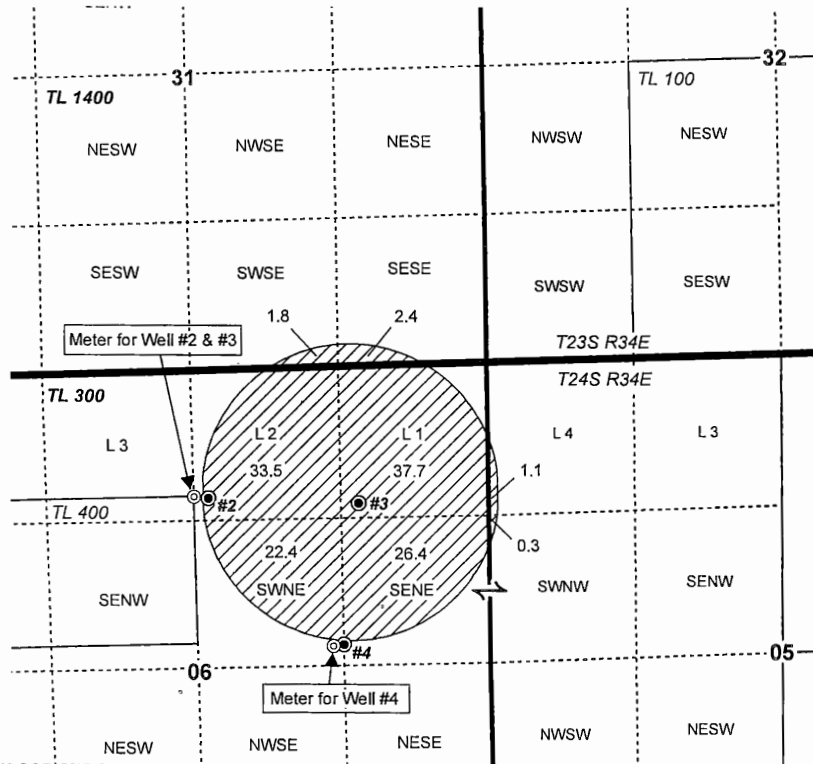 31
32
TL 1400
TL 100
NESW
NWSE
NESE
NWSW
NESW
SESW
SWSE
SESE
SWSW
SESW
1.8
2.4
Meter for Well #2 & #3
T23S R34E
T24S R34E
TL 300
L 3
L 2
L 1
L 4
L 3
33.5
37.7
1.1
#2
#3
TL 400
0.3
22.4
26.4
SENW
SWNE
SENE
SWNW
SENW
#4
06
05
Meter for Well #4
NESW
NWSE
NESE
NWSW
NESW